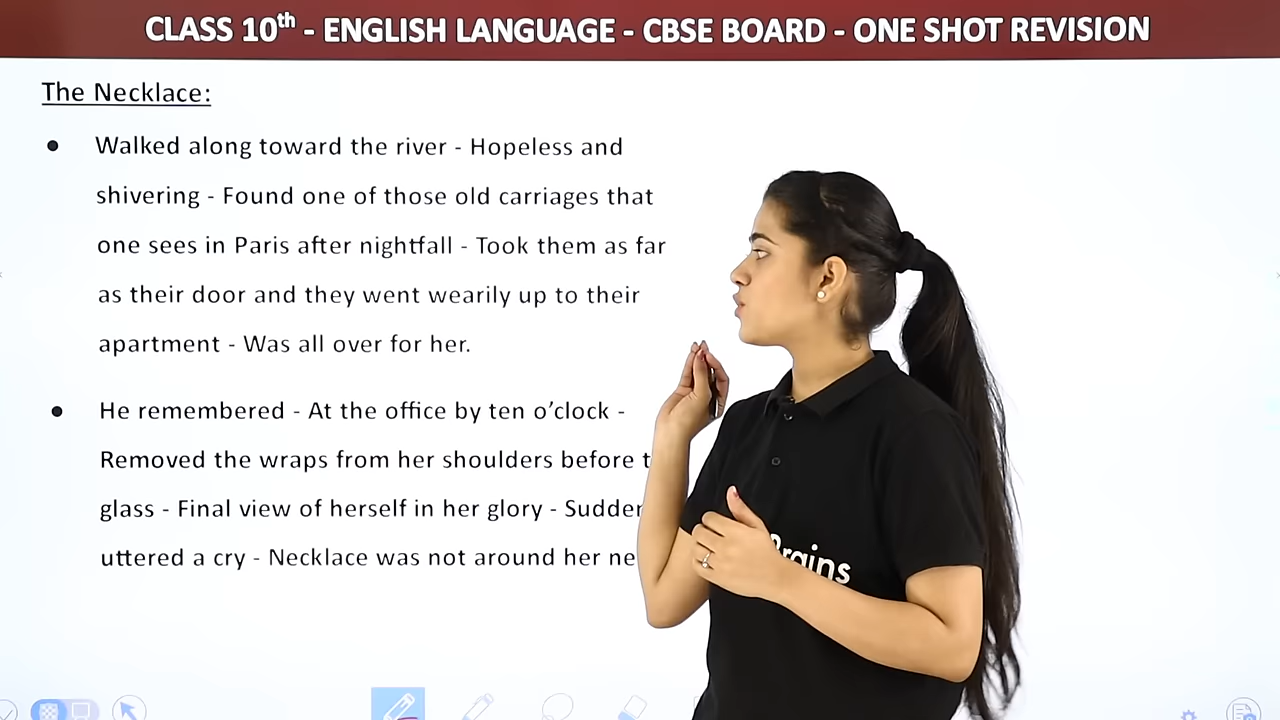 CLASS 10th - ENGLISH LANGUAGE - CBSE BOARD - ONE SHOT REVISION
The Necklace:
● Walked along toward the river - Hopeless and
shivering - Found one of those old carriages that
one sees in Paris after nightfall - Took them as far
as their door and they went wearily up to their
apartment - Was all over for her.
● He remembered - At the office by ten o’clock -
Removed the wraps from her shoulders before
glass - Final view of herself in her glory -
uttered a cry - Necklace was not around her